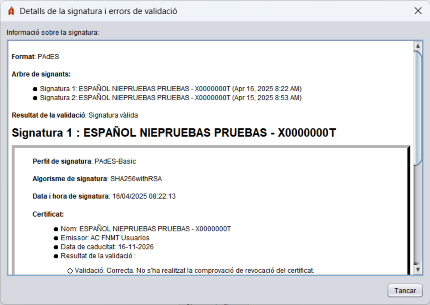 Detalls de la signatura i errors de validació
Informació sobre la signatura:
Format: PAdES
Arbre de signants:
Signatura 1: ESPAÑOL NIEPRUEBAS PRUEBAS - X0000000T (Apr 16, 2025 8:22 AM)
Signatura 2: ESPAÑOL NIEPRUEBAS PRUEBAS - X0000000T (Apr 15, 2025 8:53 AM)
Resultat de la validació: Signatura vàlida
Signatura 1 : ESPAÑOL NIEPRUEBAS PRUEBAS - X0000000T
Perfil de signatura: PAdES-Basic
Algorisme de signatura: SHA256withRSA
Data i hora de signatura: 16/04/2025 08:22:13
Certificat:
Nom: ESPAÑOL NIEPRUEBAS PRUEBAS - X0000000T
Emissor: AC FNMT Usuarios
Data de caducitat: 16-11-2026
Resultat de la validació :
Validació: Correcta. No s'ha realitzat la comprovació de revocació del certificat.
Tancar